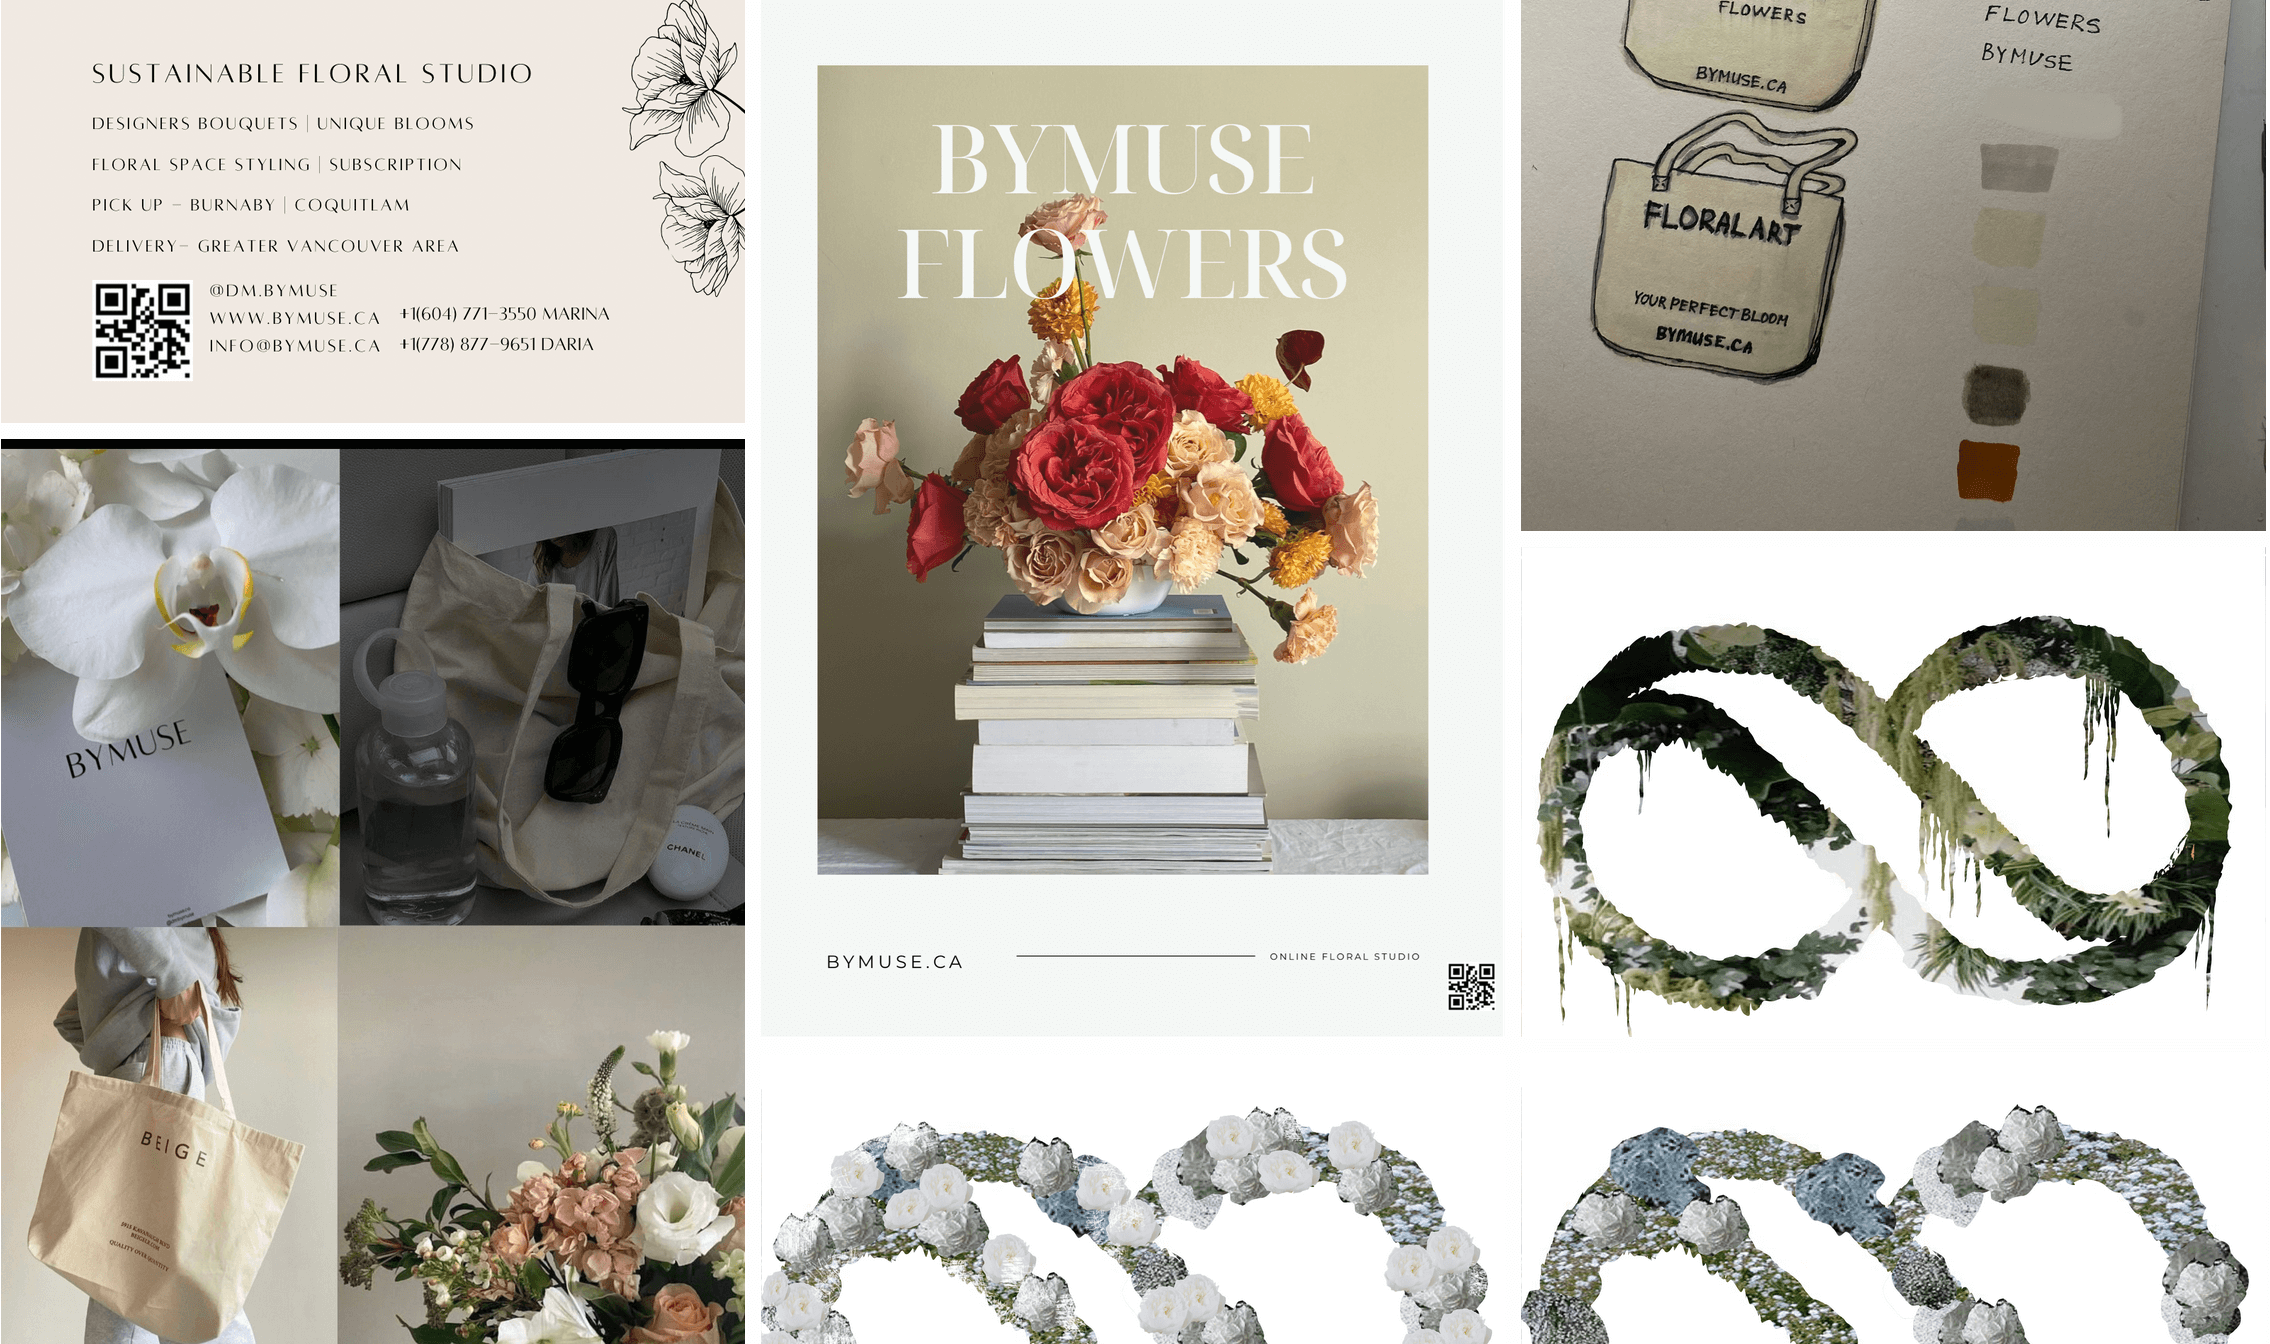 SUSTAINABLE FLORAL STUDIO
DESIGNERS BOUQUETS | UNIQUE BLOOMS
FLORAL SPACE STYLING | SUBSCRIPTION
PICK UP – BURNABY | COQUITLAM
DELIVERY– GREATER VANCOUVER AREA
@DM.BYMUSE
WWW.BYMUSE.CA
INFO@BYMUSE.CA
+1(604) 771–3550 MARINA
+1(778) 877–9651 DARIA
BYMUSE
CHANEL
BEIGE
QUALITY OVER QUANTITY
BYMUSE
FLOWERS
BYMUSE.CA
ONLINE FLORAL STUDIO
FLOWERS
BYMUSE.CA
FLOWERS
BYMUSE
FLORAL ART
YOUR PERFECT BLOOM
BYMUSE.CA